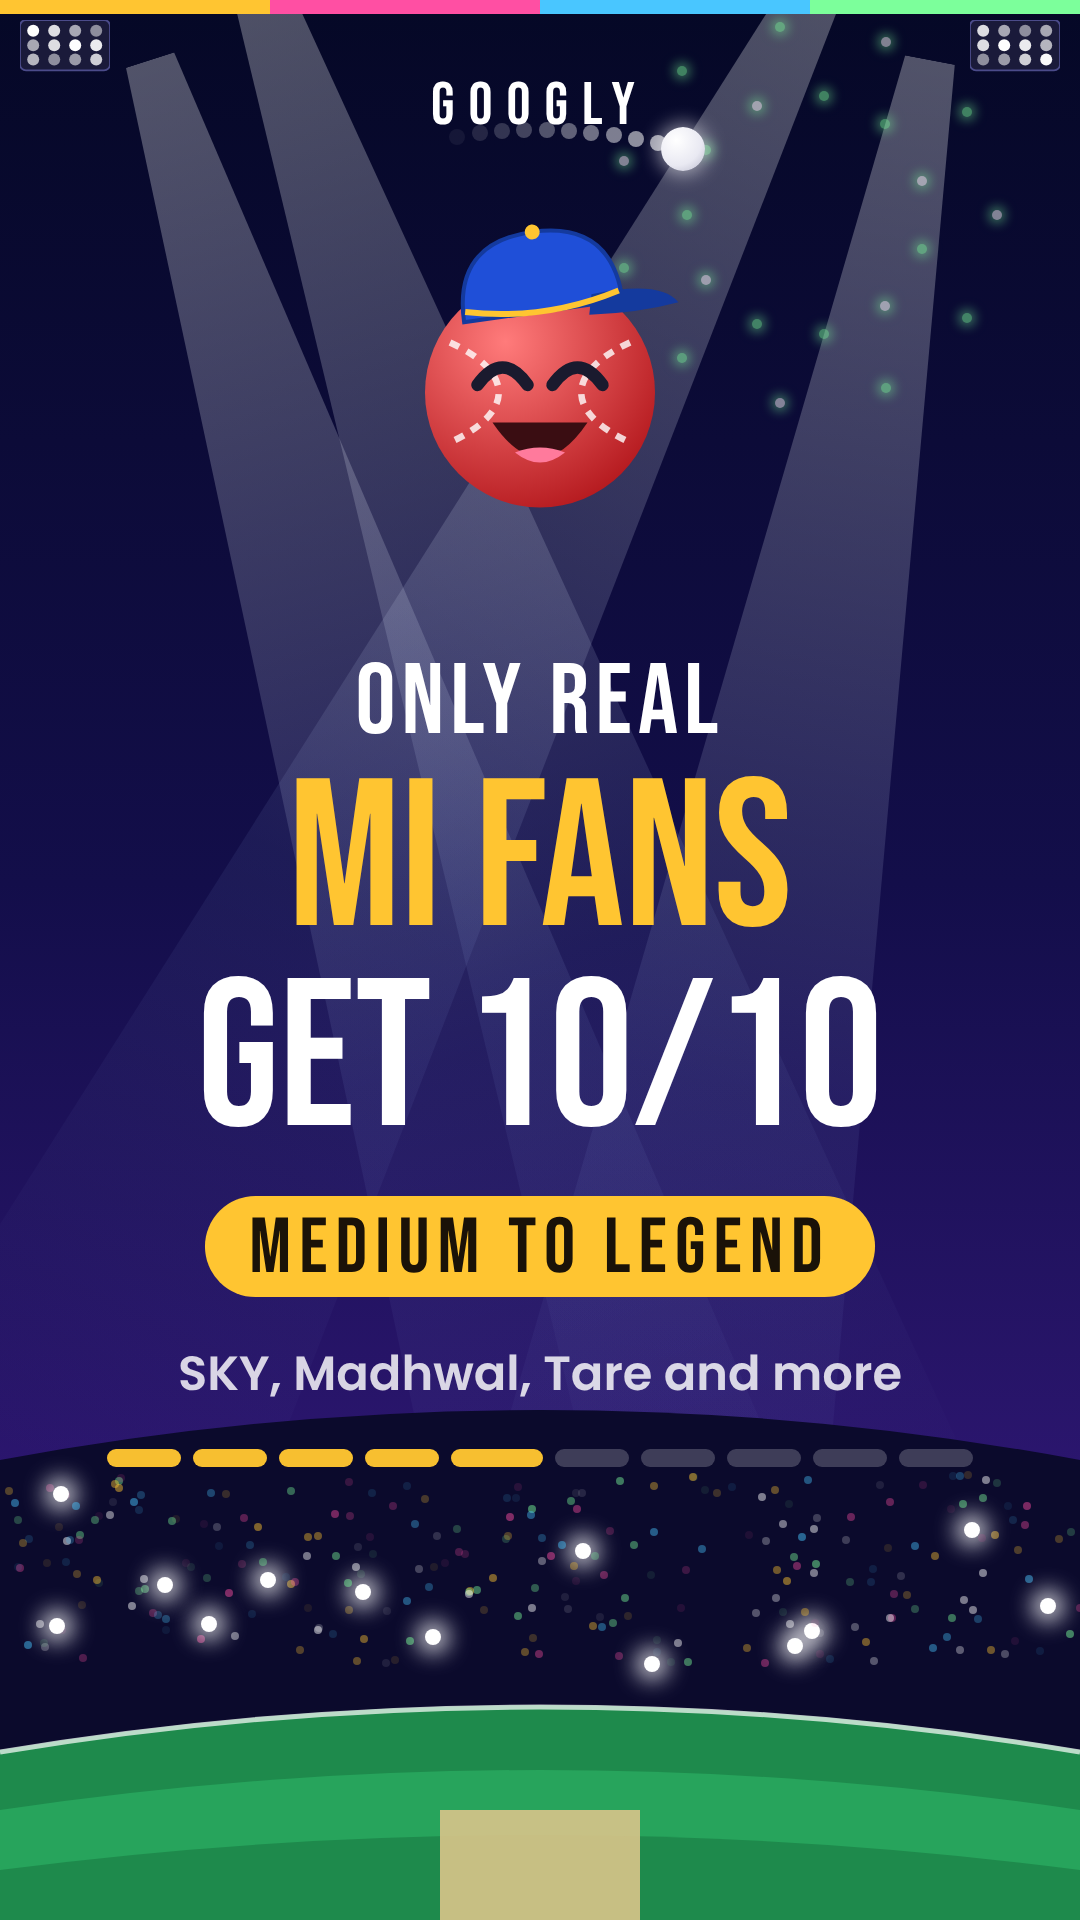 GOOGLY
ONLY REAL
MI FANS
GET 10/10
MEDIUM TO LEGEND
SKY, Madhwal, Tare and more